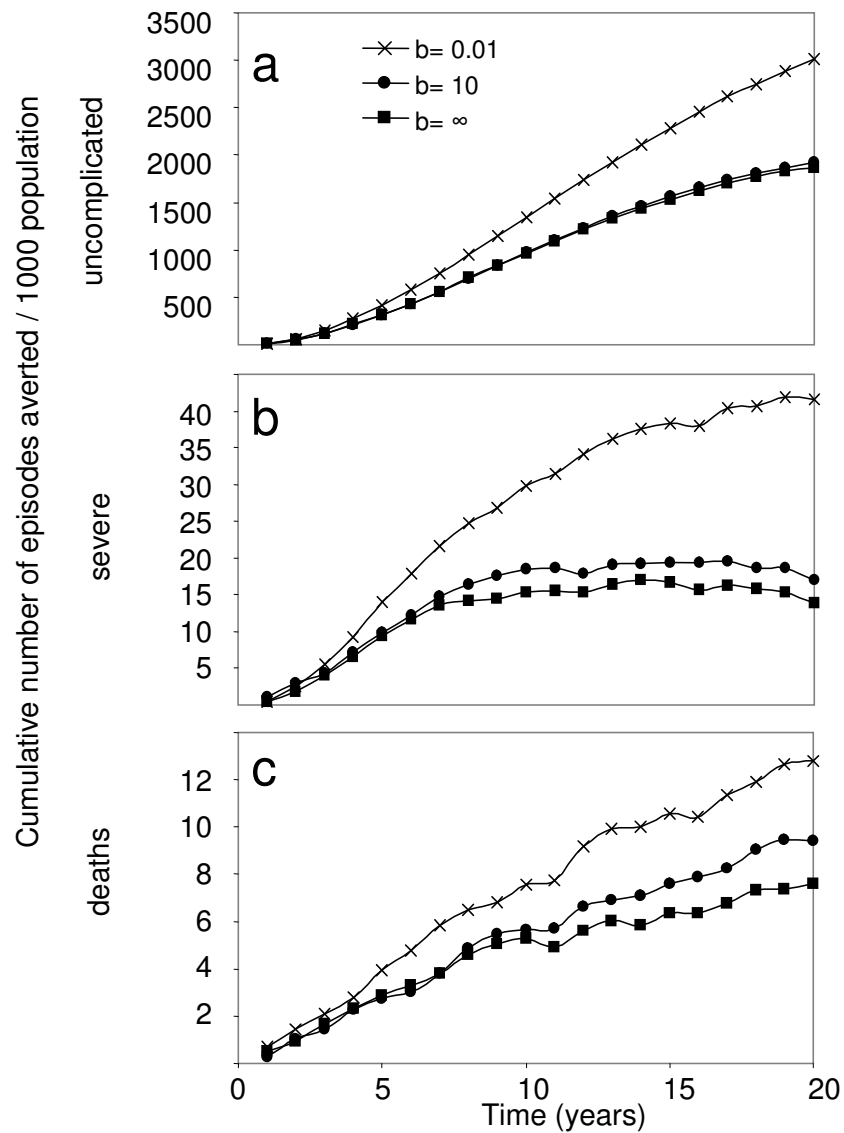 Cumulative number of episodes averted / 1000 population
uncomplicated
3500
3000
2500
2000
1500
1000
500
a
b= 0.01
b= 10
b= ∞
severe
40
35
30
25
20
15
10
5
b
deaths
12
10
8
6
4
2
c
0
5
10
15
20
Time (years)